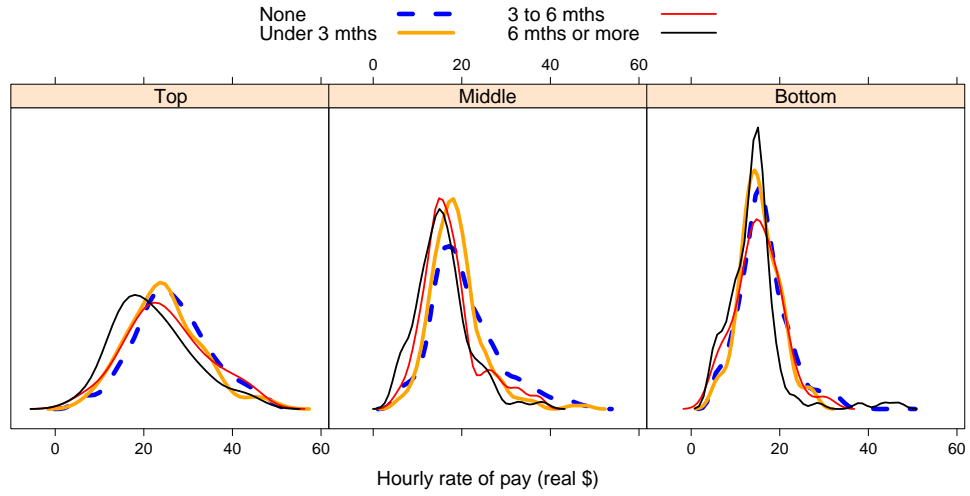 None 3 to 6 mths
Under 3 mths 6 mths or more
0 20 40 60
Top Middle Bottom
0 20 40 60 0 20 40 60
Hourly rate of pay (real $)